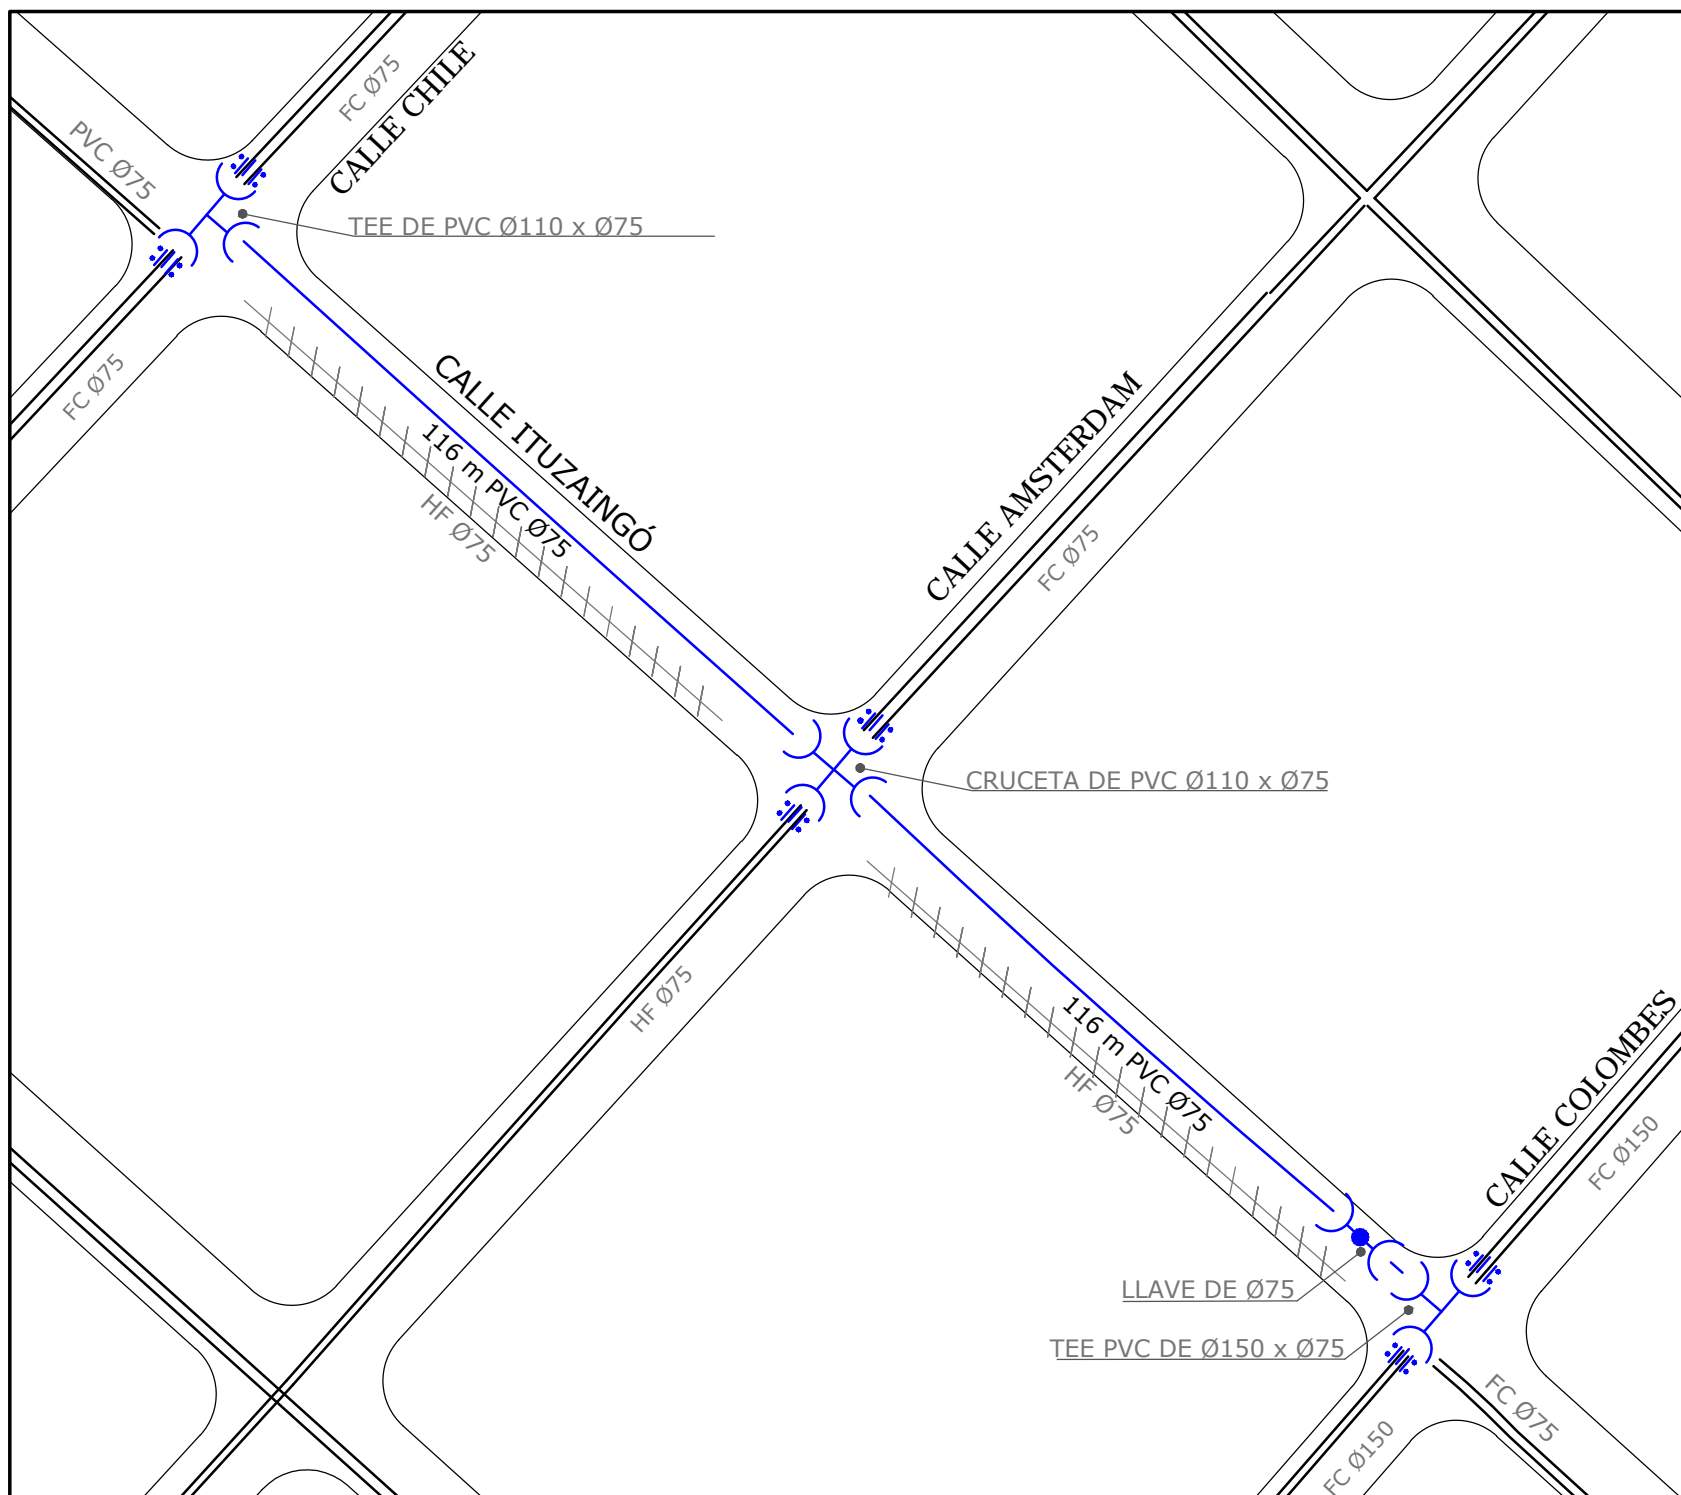 FC Ø75
CALLE CHILE
PVC Ø75
TEE DE PVC Ø110 x Ø75
FC Ø75
CALLE ITUZAINGÓ
116 m PVC Ø75
HF Ø75
CALLE AMSTERDAM
FC Ø75
CRUCETA DE PVC Ø110 x Ø75
HF Ø75
116 m PVC Ø75
HF Ø75
CALLE COLOMBES
FC Ø150
LLAVE DE Ø75
TEE PVC DE Ø150 x Ø75
FC Ø75
FC Ø150